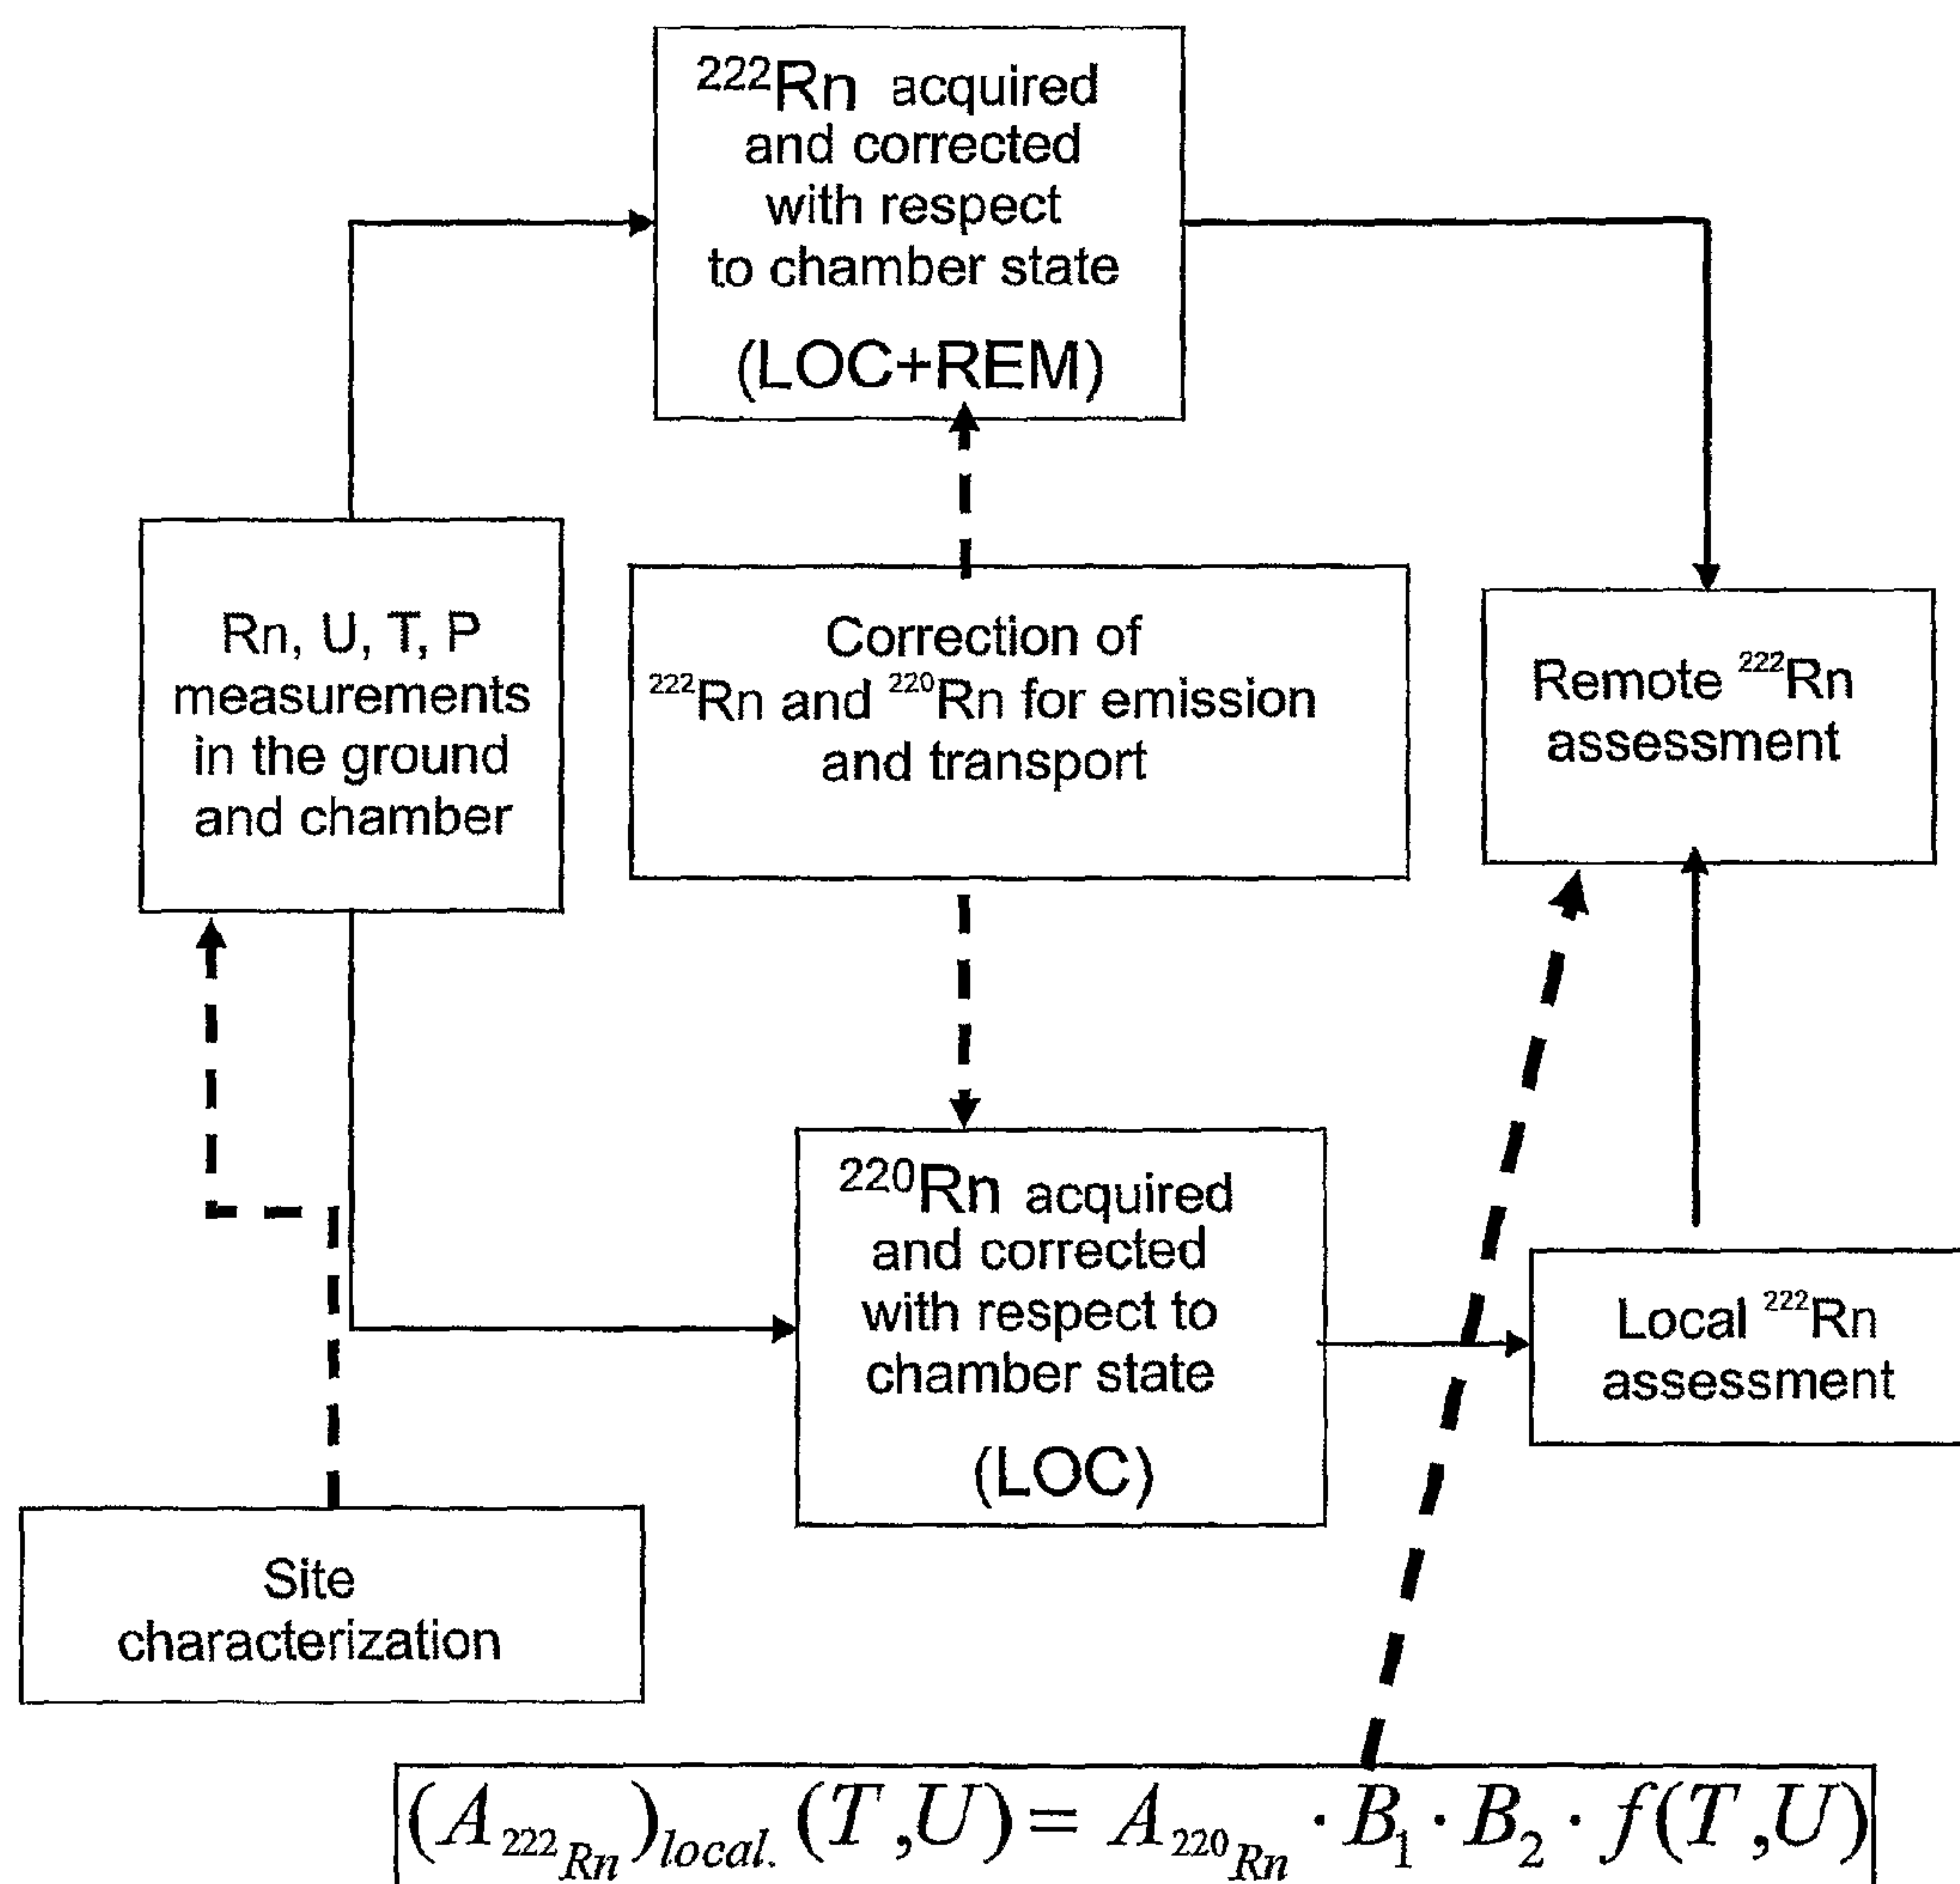 ²²²Rn acquired
and corrected
with respect
to chamber state
(LOC+REM)
Rn, U, T, P
measurements
in the ground
and chamber
Correction of
²²²Rn and ²²⁰Rn for emission
and transport
Remote ²²²Rn
assessment
²²⁰Rn acquired
and corrected
with respect to
chamber state
(LOC)
Local ²²²Rn
assessment
Site
characterization
(A₂₂₂Rn)local. (T,U) = A₂₂₀Rn · B₁ · B₂ · f(T,U)